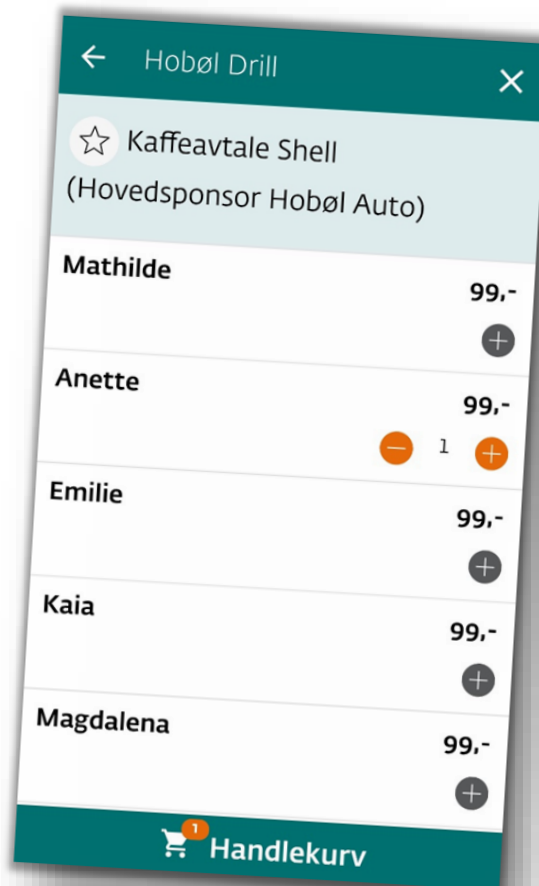 Hobøl Drill
Kaffeavtale Shell
(Hovedsponsor Hobøl Auto)
Mathilde
99,-
Anette
99,-
1
Emilie
99,-
Kaia
99,-
Magdalena
99,-
1
Handlekurv